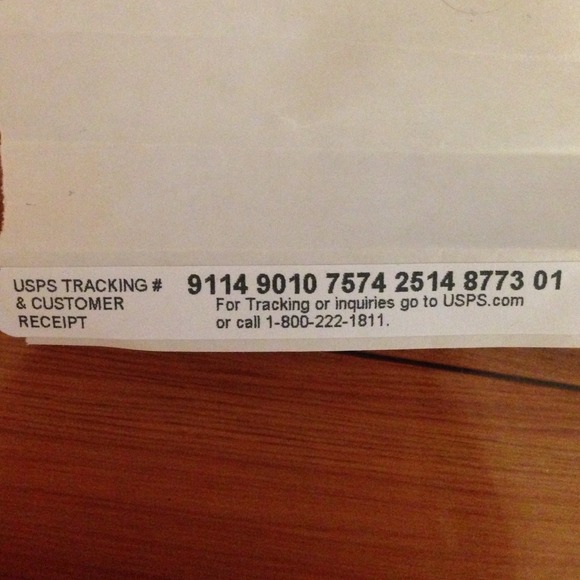 USPS TRACKING # 9114 9010 7574 2514 8773 01
& CUSTOMER For Tracking or inquiries go to USPS.com
RECEIPT or call 1-800-222-1811.